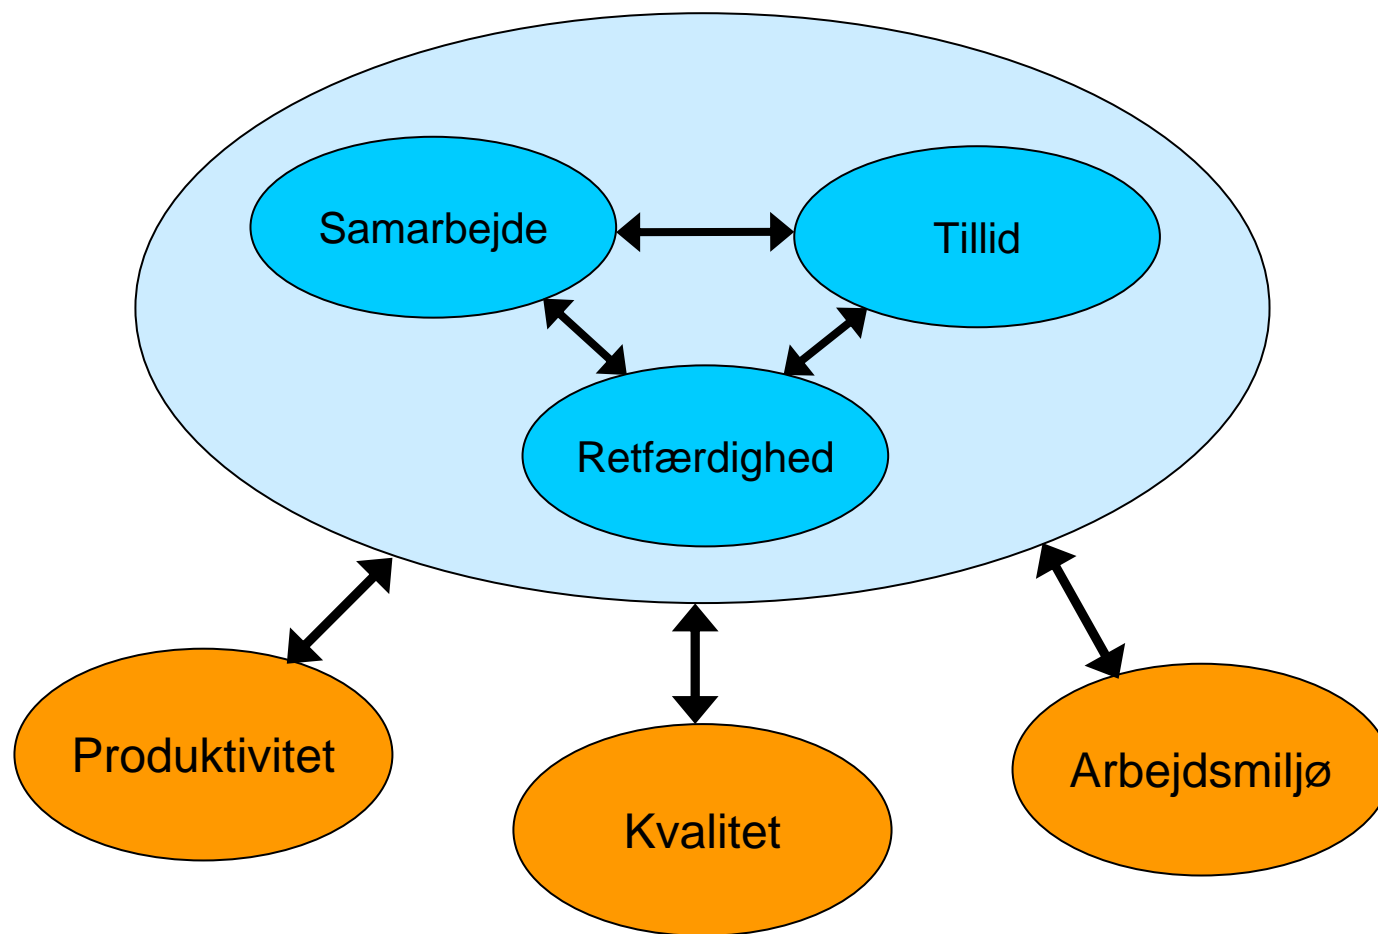 Samarbejde
Tillid
Retfærdighed
Produktivitet
Kvalitet
Arbejdsmiljø